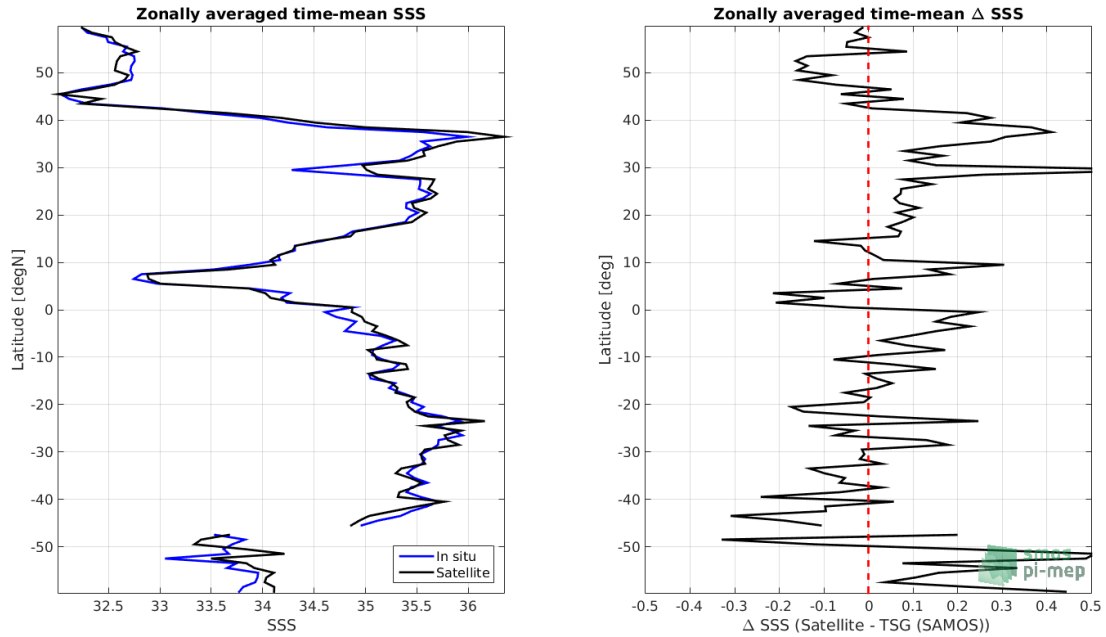 Zonally averaged time-mean SSS
Latitude [degN]
50
40
30
20
10
0
-10
-20
-30
-40
-50
32.5 33 33.5 34 34.5 35 35.5 36
SSS
In situ
Satellite
Zonally averaged time-mean Δ SSS
Latitude [deg]
50
40
30
20
10
0
-10
-20
-30
-40
-50
-0.5 -0.4 -0.3 -0.2 -0.1 0 0.1 0.2 0.3 0.4 0.5
Δ SSS (Satellite - TSG (SAMOS))
smos
pi-mep